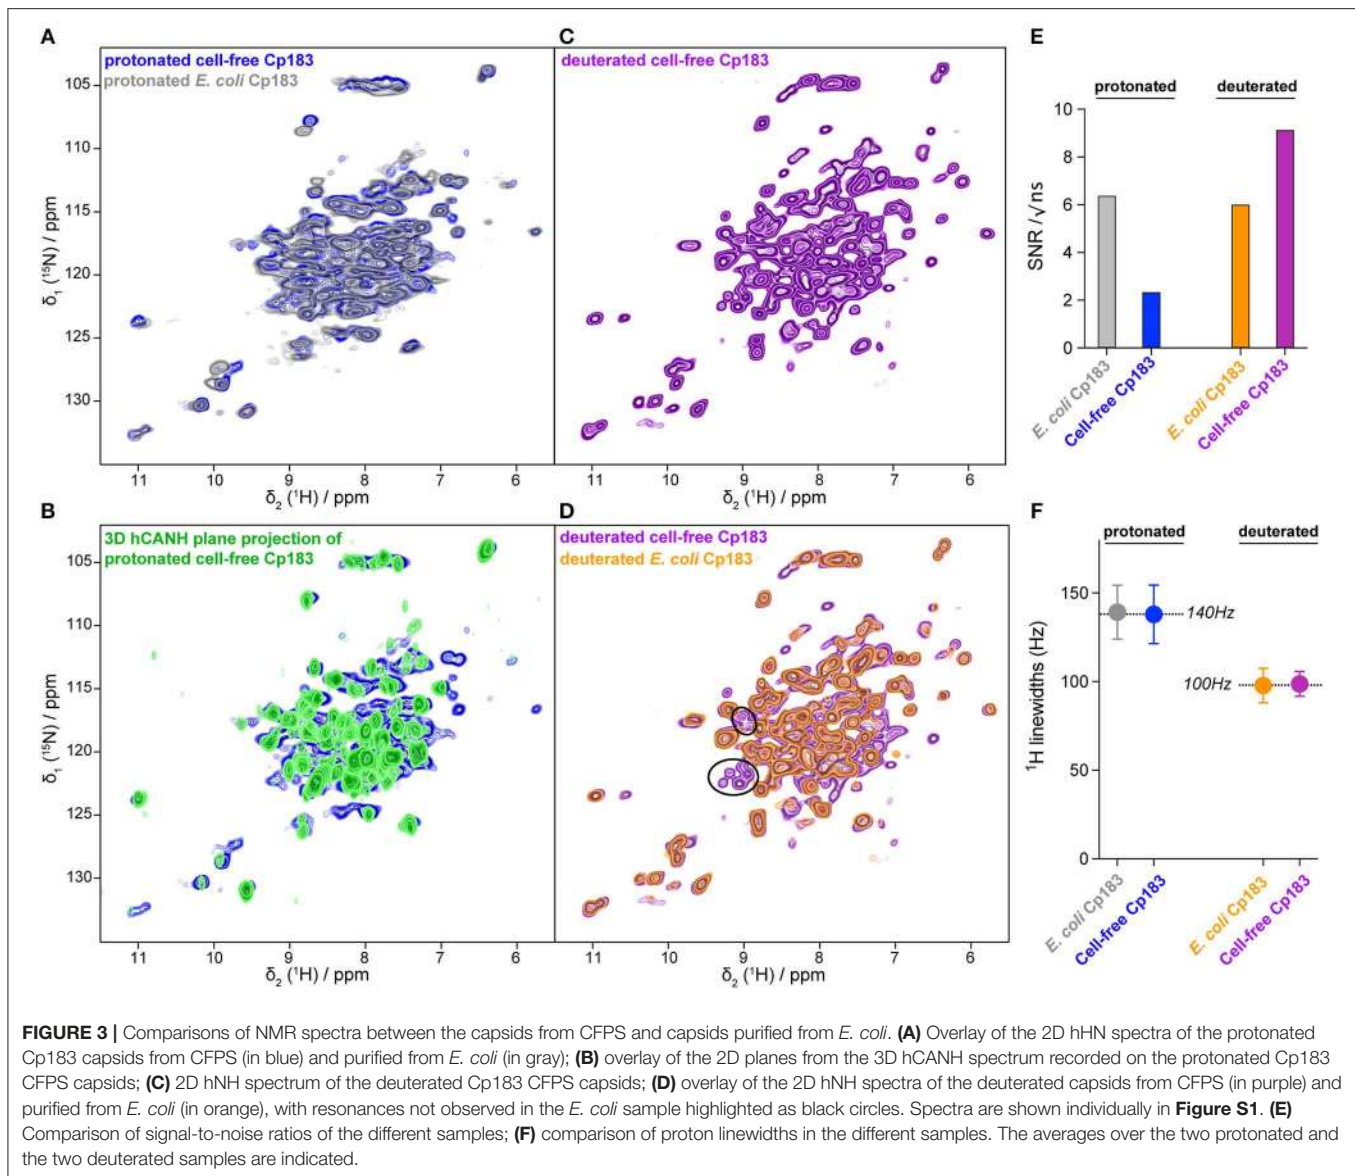 A
protonated cell-free Cp183
protonated E. coli Cp183
105
110
115
120
125
130
δ1 (15N) / ppm
11 10 9 8 7 6
δ2 (1H) / ppm
C
deuterated cell-free Cp183
11 10 9 8 7 6
δ2 (1H) / ppm
E
protonated deuterated
10
8
6
4
2
0
SNR / √ns
E. coli Cp183
Cell-free Cp183
E. coli Cp183
Cell-free Cp183
B
3D hCANH plane projection of
protonated cell-free Cp183
105
110
115
120
125
130
δ1 (15N) / ppm
11 10 9 8 7 6
δ2 (1H) / ppm
D
deuterated cell-free Cp183
deuterated E. coli Cp183
11 10 9 8 7 6
δ2 (1H) / ppm
F
protonated deuterated
150
100
50
0
1H linewidths (Hz)
140Hz
100Hz
E. coli Cp183
Cell-free Cp183
E. coli Cp183
Cell-free Cp183
FIGURE 3 | Comparisons of NMR spectra between the capsids from CFPS and capsids purified from E. coli. (A) Overlay of the 2D hHN spectra of the protonated
Cp183 capsids from CFPS (in blue) and purified from E. coli (in gray); (B) overlay of the 2D planes from the 3D hCANH spectrum recorded on the protonated Cp183
CFPS capsids; (C) 2D hNH spectrum of the deuterated Cp183 CFPS capsids; (D) overlay of the 2D hNH spectra of the deuterated capsids from CFPS (in purple) and
purified from E. coli (in orange), with resonances not observed in the E. coli sample highlighted as black circles. Spectra are shown individually in Figure S1. (E)
Comparison of signal-to-noise ratios of the different samples; (F) comparison of proton linewidths in the different samples. The averages over the two protonated and
the two deuterated samples are indicated.